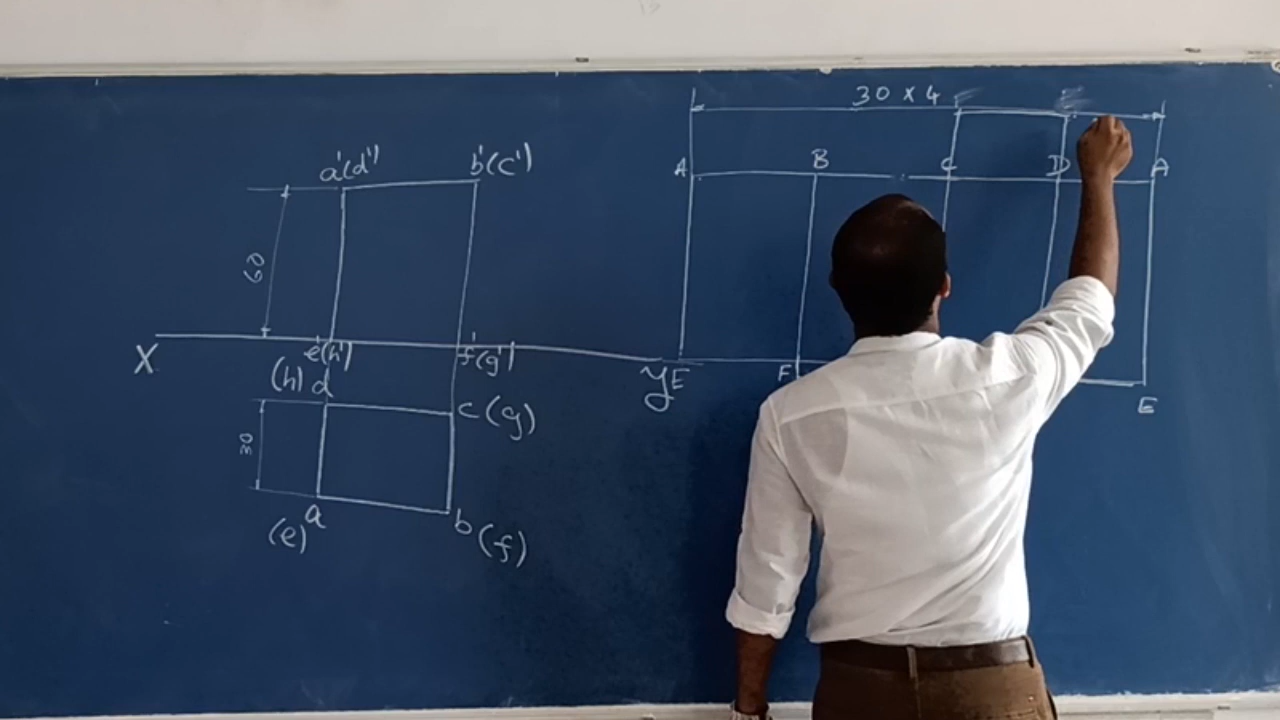 30 × 4
a'(d') b'(c')
A B C D A
60
X e'(h') f'(g') y
(h) d c (g)
E F E
30
(e) a b (f)